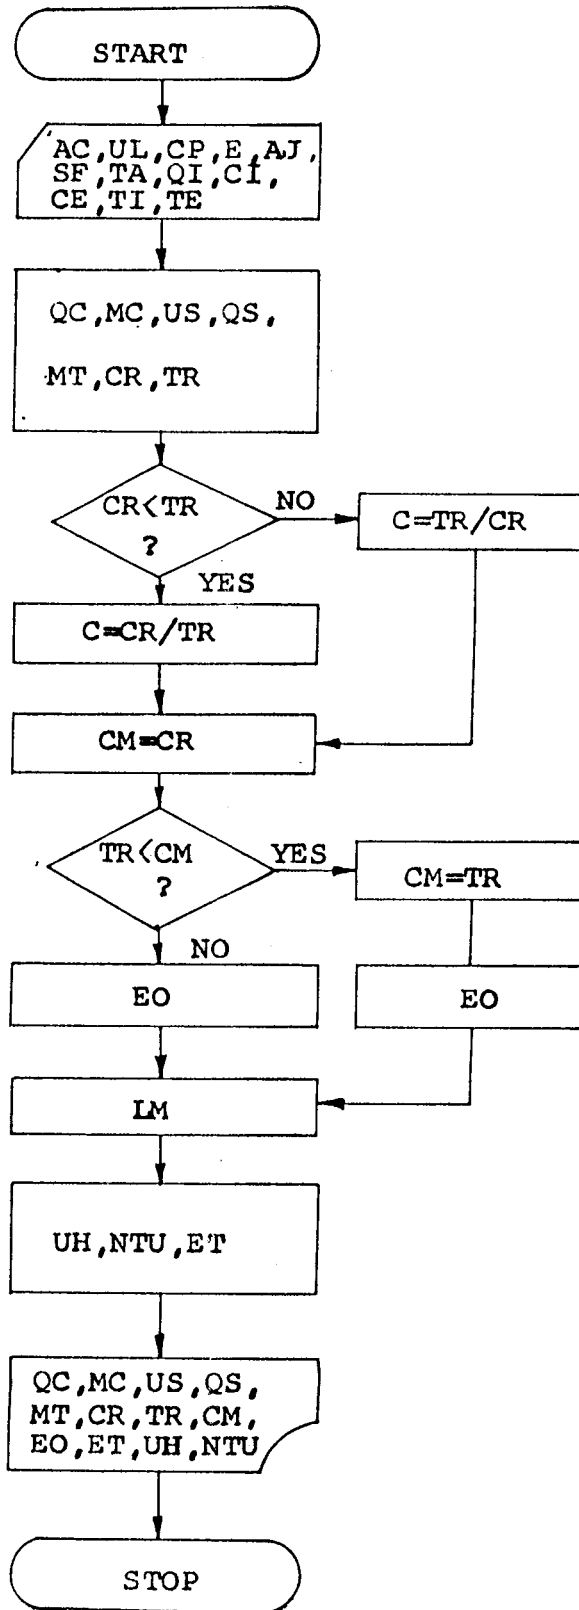 START
AC,UL,CP,E,AJ,
SF,TA,QI,CI,
CE,TI,TE
QC,MC,US,QS,
MT,CR,TR
CR<TR
?
NO
C=TR/CR
YES
C=CR/TR
CM=CR
TR<CM
?
YES
CM=TR
NO
EO
EO
LM
UH,NTU,ET
QC,MC,US,QS,
MT,CR,TR,CM,
EO,ET,UH,NTU
STOP